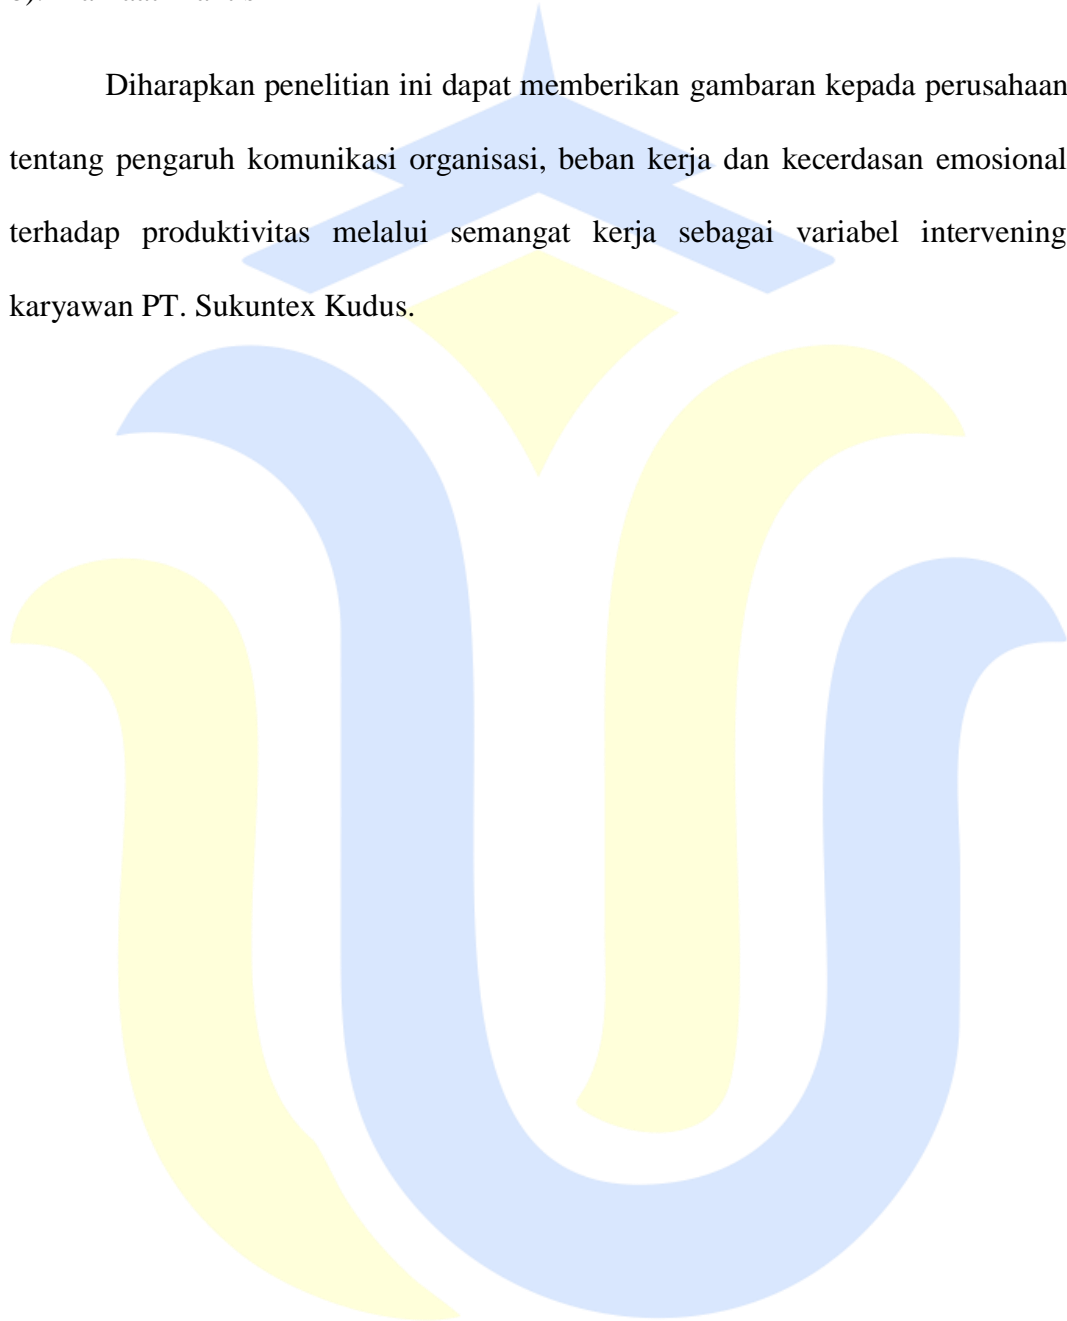 Diharapkan penelitian ini dapat memberikan gambaran kepada perusahaan
tentang pengaruh komunikasi organisasi, beban kerja dan kecerdasan emosional
terhadap produktivitas melalui semangat kerja sebagai variabel intervening
karyawan PT. Sukuntex Kudus.